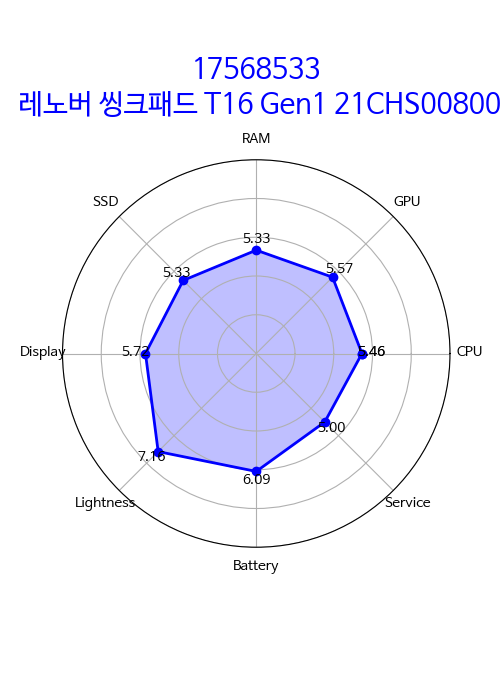 17568533
레노버 씽크패드 T16 Gen1 21CHS00800
RAM
SSD
GPU
5.33
5.33
5.57
Display
5.73
5.46
CPU
7.16
5.00
6.09
Lightness
Service
Battery